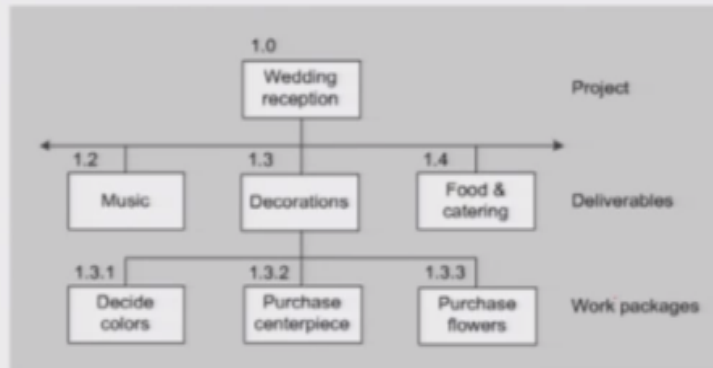 1.0
Wedding
reception
Project
1.2
1.3
1.4
Music
Decorations
Food &
catering
Deliverables
1.3.1
1.3.2
1.3.3
Decide
colors
Purchase
centerpiece
Purchase
flowers
Work packages